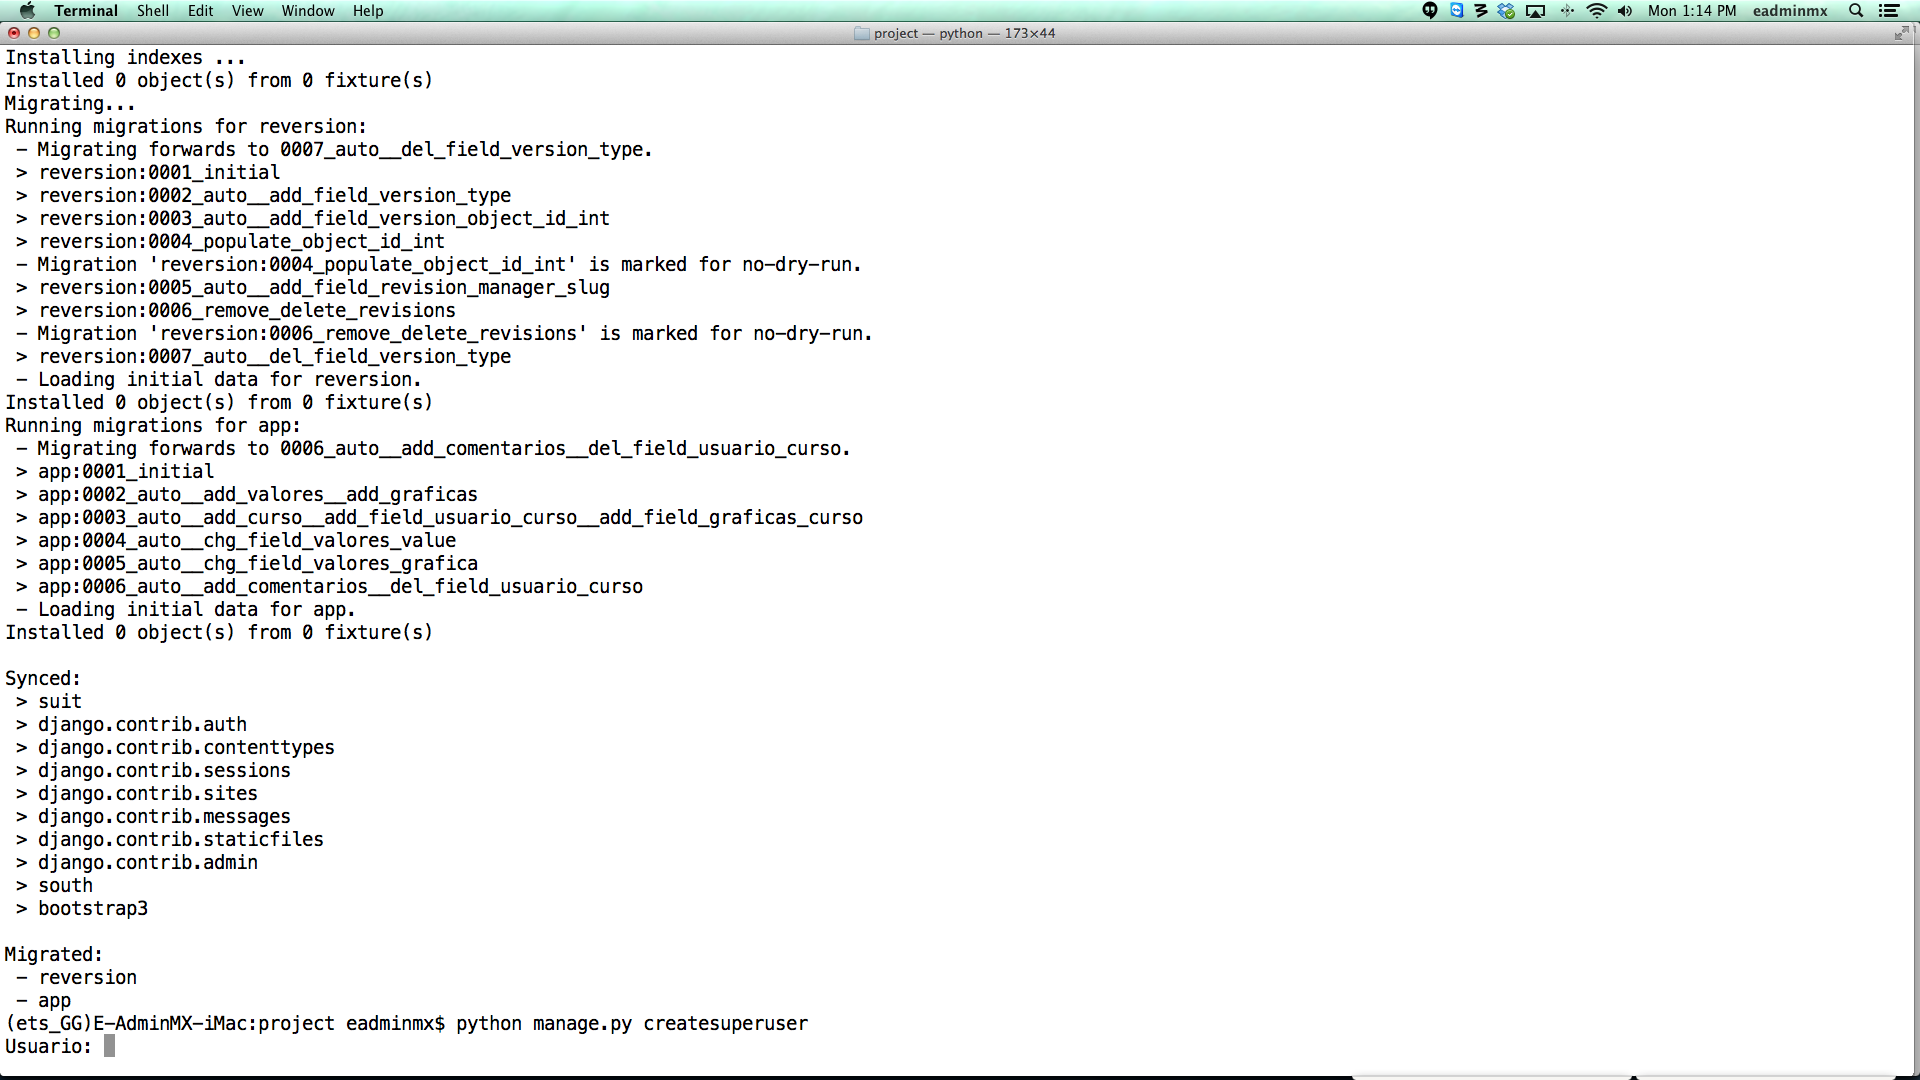 Terminal Shell Edit View Window Help Mon 1:14 PM eadminmx
project — python — 173×44
Installing indexes ...
Installed 0 object(s) from 0 fixture(s)
Migrating...
Running migrations for reversion:
 - Migrating forwards to 0007_auto__del_field_version_type.
 > reversion:0001_initial
 > reversion:0002_auto__add_field_version_type
 > reversion:0003_auto__add_field_version_object_id_int
 > reversion:0004_populate_object_id_int
 - Migration 'reversion:0004_populate_object_id_int' is marked for no-dry-run.
 > reversion:0005_auto__add_field_revision_manager_slug
 > reversion:0006_remove_delete_revisions
 - Migration 'reversion:0006_remove_delete_revisions' is marked for no-dry-run.
 > reversion:0007_auto__del_field_version_type
 - Loading initial data for reversion.
Installed 0 object(s) from 0 fixture(s)
Running migrations for app:
 - Migrating forwards to 0006_auto__add_comentarios__del_field_usuario_curso.
 > app:0001_initial
 > app:0002_auto__add_valores__add_graficas
 > app:0003_auto__add_curso__add_field_usuario_curso__add_field_graficas_curso
 > app:0004_auto__chg_field_valores_value
 > app:0005_auto__chg_field_valores_grafica
 > app:0006_auto__add_comentarios__del_field_usuario_curso
 - Loading initial data for app.
Installed 0 object(s) from 0 fixture(s)
Synced:
 > suit
 > django.contrib.auth
 > django.contrib.contenttypes
 > django.contrib.sessions
 > django.contrib.sites
 > django.contrib.messages
 > django.contrib.staticfiles
 > django.contrib.admin
 > south
 > bootstrap3
Migrated:
 - reversion
 - app
(ets_GG)E-AdminMX-iMac:project eadminmx$ python manage.py createsuperuser
Usuario: